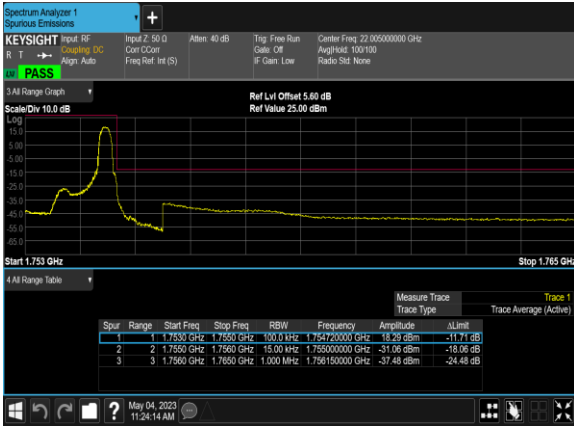 Spectrum Analyzer 1
Spurious Emissions
+
KEYSIGHT Input: RF Input Z: 50 Ω Atten: 40 dB Trig: Free Run Center Freq: 22.005000000 GHz
R T Coupling: DC Corr CCorr Gate: Off Avg|Hold: 100/100
Align: Auto Freq Ref: Int (S) IF Gain: Low Radio Std: None
PASS
3 All Range Graph
Ref Lvl Offset 5.60 dB
Scale/Div 10.0 dB Ref Value 25.00 dBm
Log
15.0
5.00
-5.00
-15.0
-25.0
-35.0
-45.0
-55.0
-65.0
Start 1.753 GHz Stop 1.765 GHz
4 All Range Table
Measure Trace Trace 1
Trace Type Trace Average (Active)
Spur Range Start Freq Stop Freq RBW Frequency Amplitude ΔLimit
1 1 1.7530 GHz 1.7550 GHz 100.0 kHz 1.754720000 GHz 18.29 dBm -11.71 dB
2 2 1.7550 GHz 1.7560 GHz 15.00 kHz 1.755000000 GHz -31.06 dBm -18.06 dB
3 3 1.7560 GHz 1.7650 GHz 1.000 MHz 1.756150000 GHz -37.48 dBm -24.48 dB
? May 04, 2023
11:24:14 AM